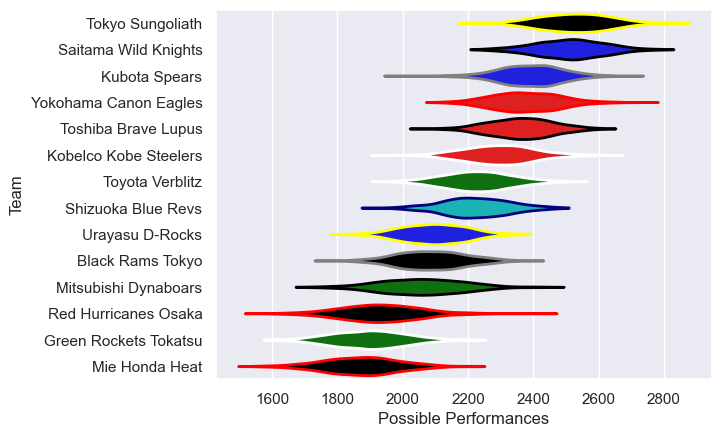 Tokyo Sungoliath
Saitama Wild Knights
Kubota Spears
Yokohama Canon Eagles
Toshiba Brave Lupus
Kobelco Kobe Steelers
Toyota Verblitz
Shizuoka Blue Revs
Urayasu D-Rocks
Black Rams Tokyo
Mitsubishi Dynaboars
Red Hurricanes Osaka
Green Rockets Tokatsu
Mie Honda Heat
Team
1600 1800 2000 2200 2400 2600 2800
Possible Performances